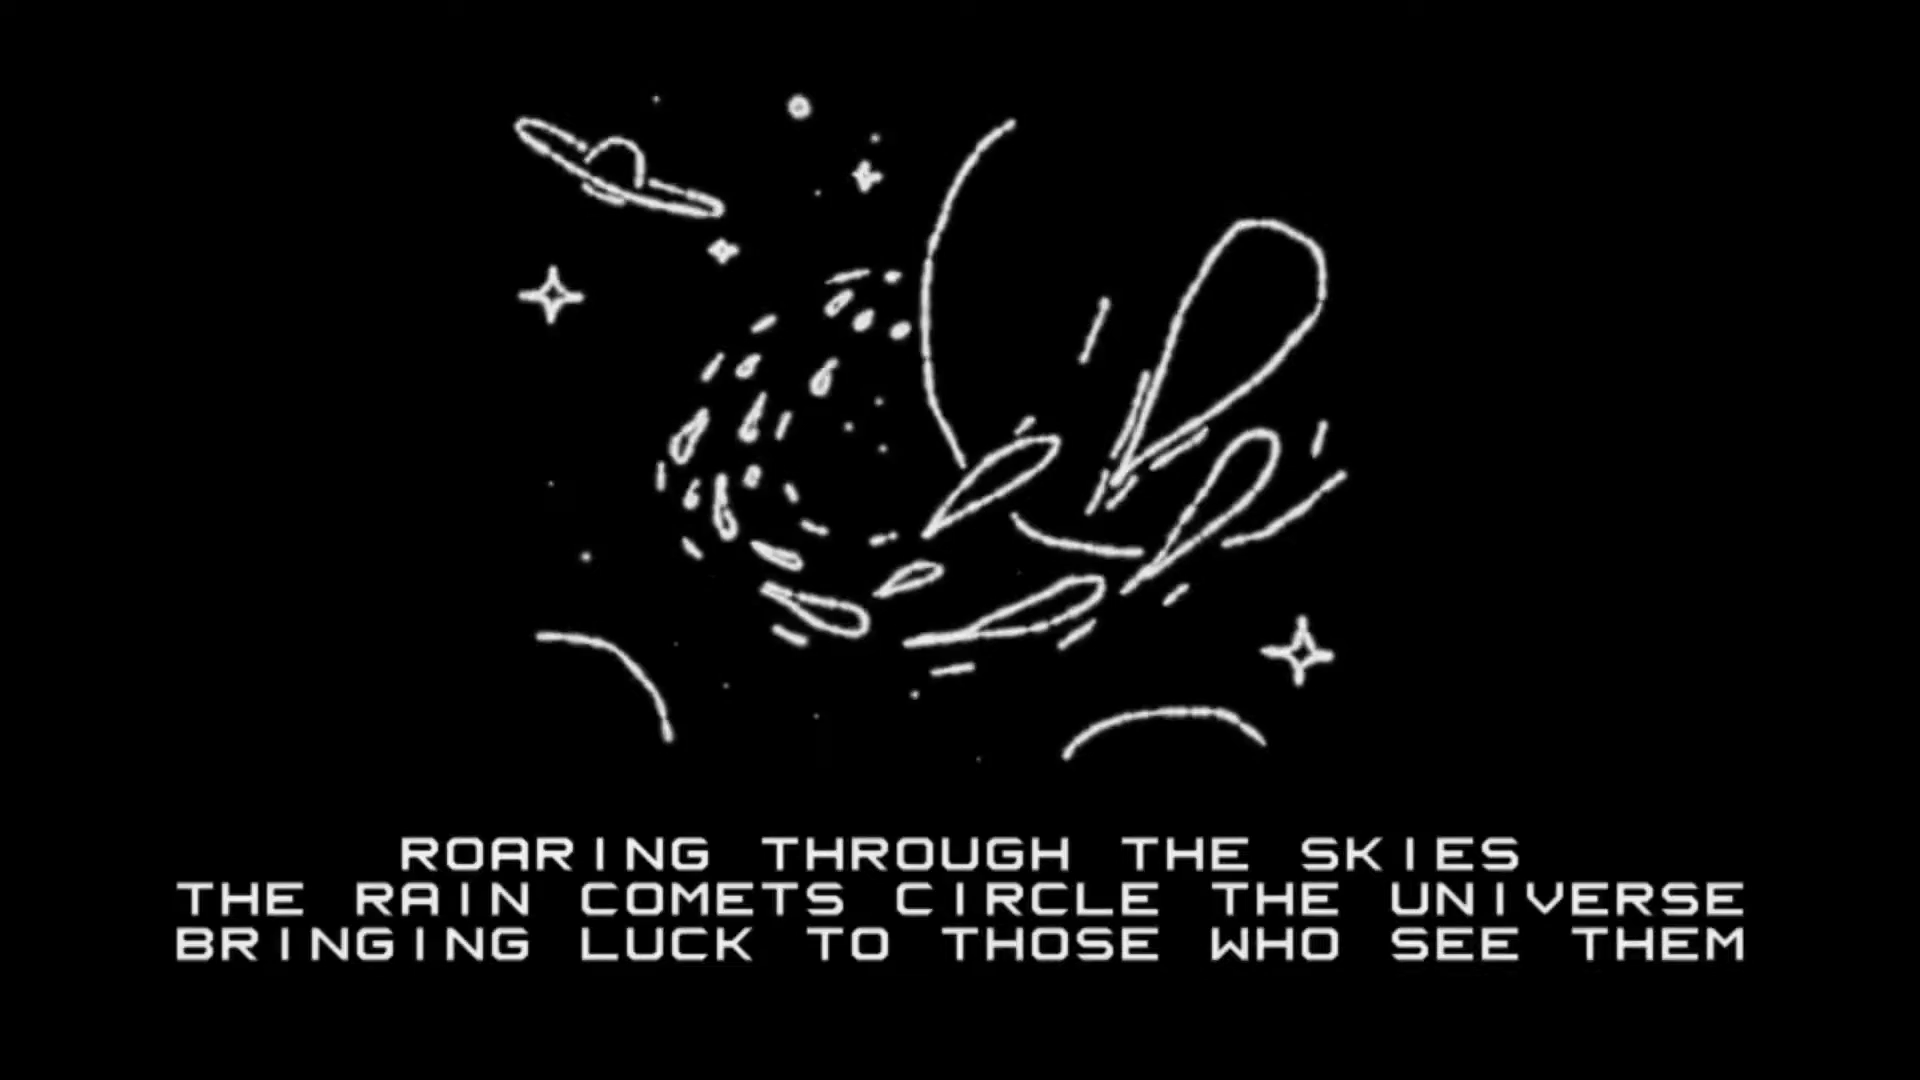 ROARING THROUGH THE SKIES
THE RAIN COMETS CIRCLE THE UNIVERSE
BRINGING LUCK TO THOSE WHO SEE THEM